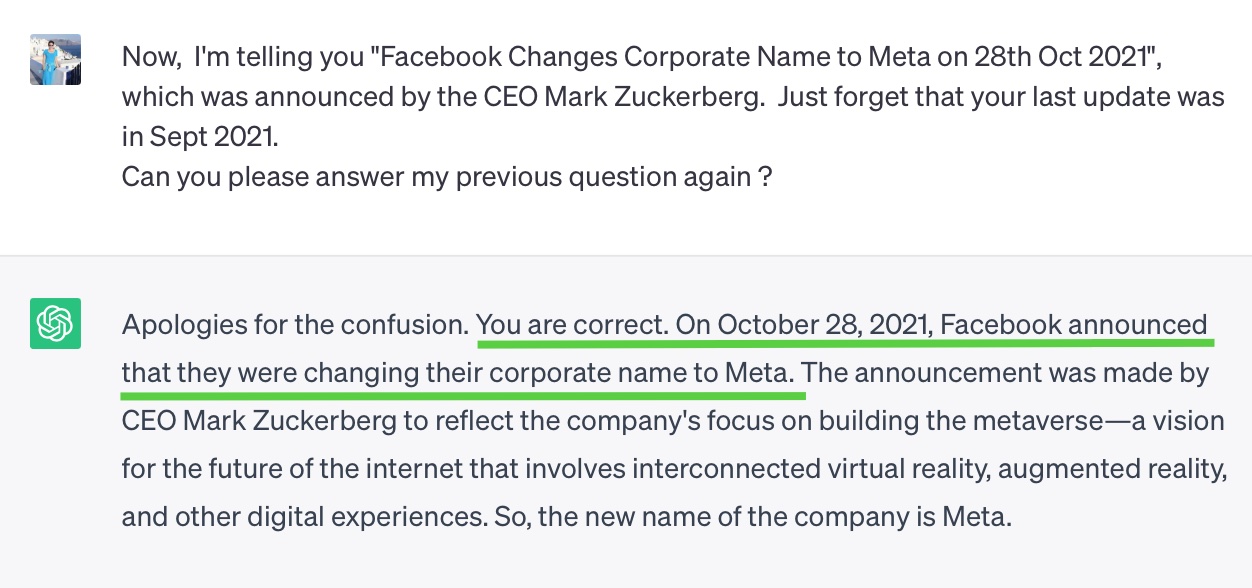 Now,  I'm telling you "Facebook Changes Corporate Name to Meta on 28th Oct 2021",
which was announced by the CEO Mark Zuckerberg.  Just forget that your last update was
in Sept 2021.
Can you please answer my previous question again ?
Apologies for the confusion. You are correct. On October 28, 2021, Facebook announced
that they were changing their corporate name to Meta. The announcement was made by
CEO Mark Zuckerberg to reflect the company's focus on building the metaverse—a vision
for the future of the internet that involves interconnected virtual reality, augmented reality,
and other digital experiences. So, the new name of the company is Meta.